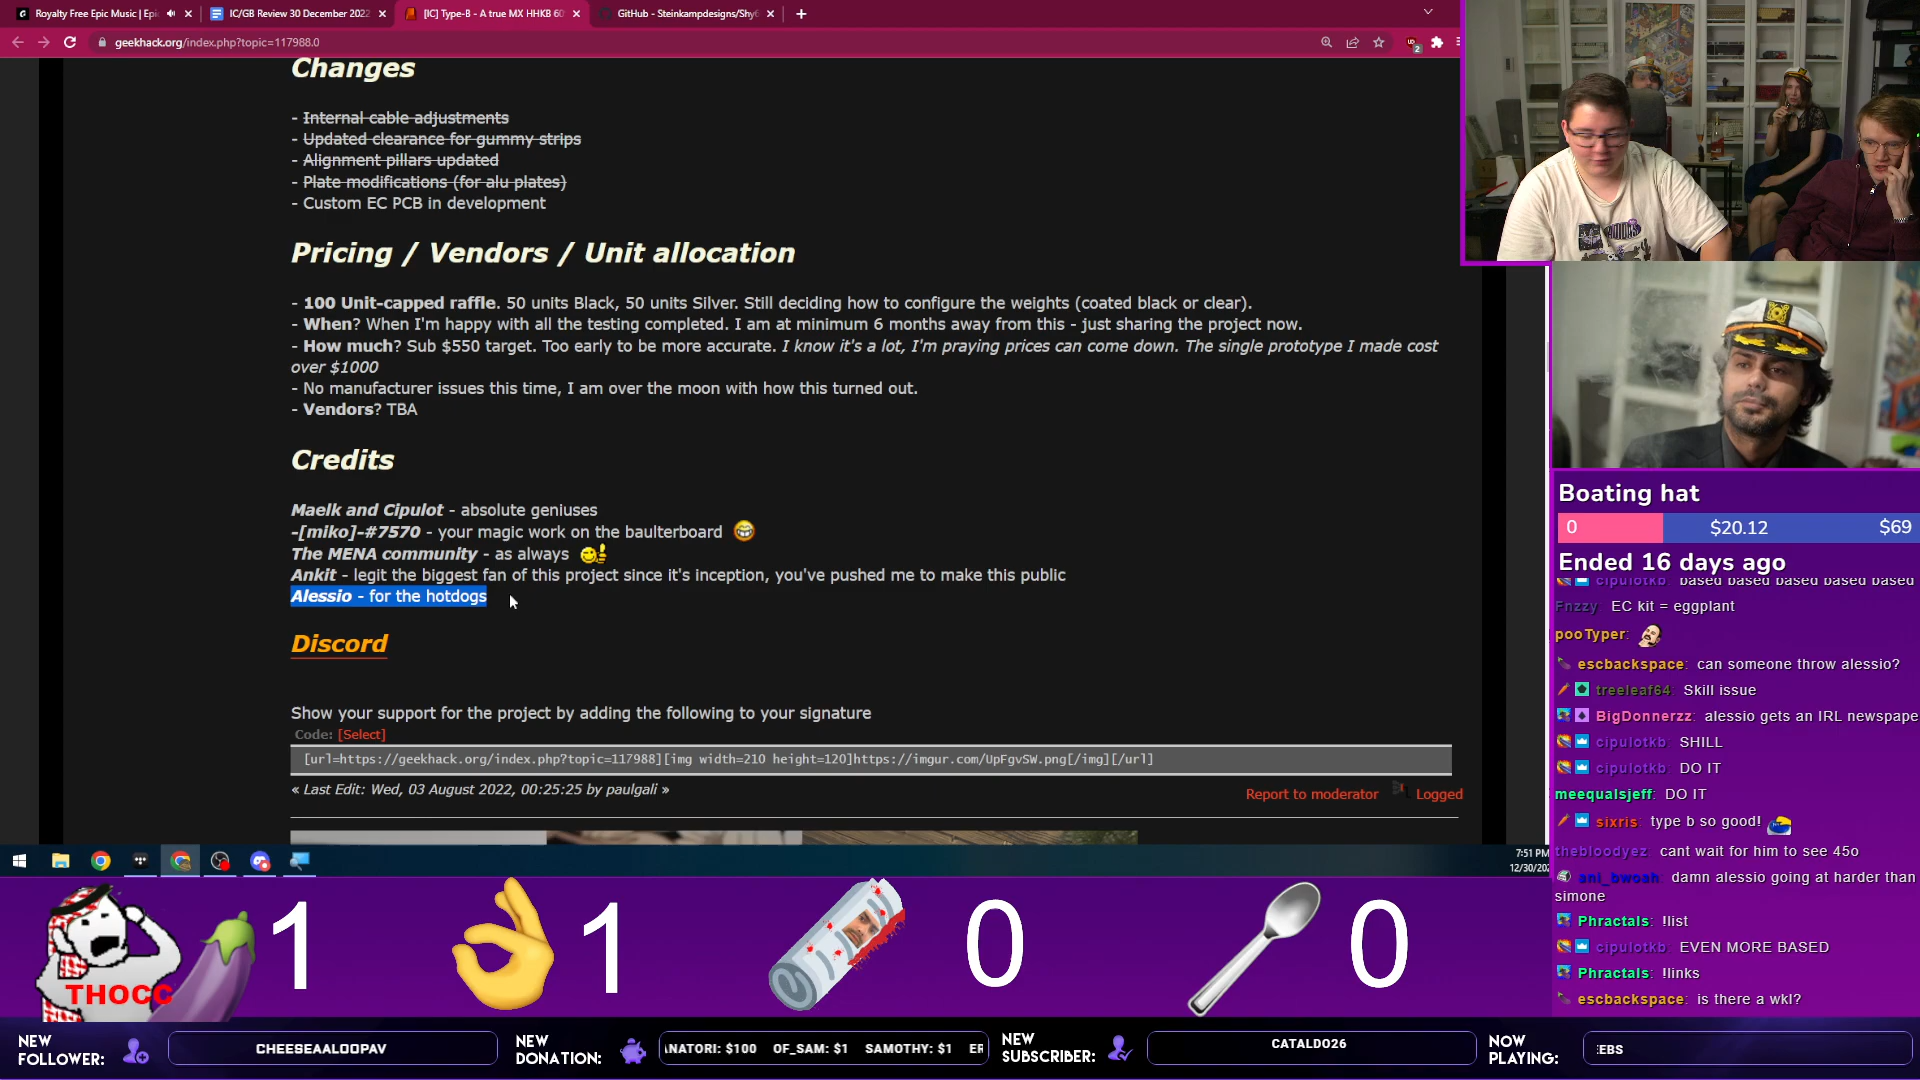 Royalty Free Epic Music | Epi
IC/GB Review 30 December 2022
[IC] Type-B - A true MX HHKB 60
GitHub - Steinkampdesigns/Shy6
geekhack.org/index.php?topic=117988.0
Changes
- Internal cable adjustments
- Updated clearance for gummy strips
- Alignment pillars updated
- Plate modifications (for alu plates)
- Custom EC PCB in development
Pricing / Vendors / Unit allocation
- 100 Unit-capped raffle. 50 units Black, 50 units Silver. Still deciding how to configure the weights (coated black or clear).
- When? When I'm happy with all the testing completed. I am at minimum 6 months away from this - just sharing the project now.
- How much? Sub $550 target. Too early to be more accurate. I know it's a lot, I'm praying prices can come down. The single prototype I made cost
over $1000
- No manufacturer issues this time, I am over the moon with how this turned out.
- Vendors? TBA
Credits
Maelk and Cipulot - absolute geniuses
-[miko]-#7570 - your magic work on the baulterboard
The MENA community - as always
Ankit - legit the biggest fan of this project since it's inception, you've pushed me to make this public
Alessio - for the hotdogs
Discord
Show your support for the project by adding the following to your signature
Code: [Select]
[url=https://geekhack.org/index.php?topic=117988][img width=210 height=120]https://imgur.com/UpFgvSW.png[/img][/url]
« Last Edit: Wed, 03 August 2022, 00:25:25 by paulgali »
Report to moderator Logged
7:51 PM
12/30/202
Boating hat
0 $20.12 $69
Ended 16 days ago
cipulotkb: based based based based based
Fnzzy: EC kit = eggplant
pooTyper:
escbackspace: can someone throw alessio?
treeleaf64: Skill issue
BigDonnerzz: alessio gets an IRL newspape
cipulotkb: SHILL
cipulotkb: DO IT
meequalsjeff: DO IT
sixris: type b so good!
thebloodyez: cant wait for him to see 45o
ani_bwosh: damn alessio going at harder than
simone
Phractals: !list
cipulotkb: EVEN MORE BASED
Phractals: !links
escbackspace: is there a wkl?
THOCC
1
1
0
0
NEW
FOLLOWER:
CHEESEAALOOPAV
NEW
DONATION:
NATORI: $100 OF_SAM: $1 SAMOTHY: $1
NEW
SUBSCRIBER:
CATALDO26
NOW
PLAYING:
EBS